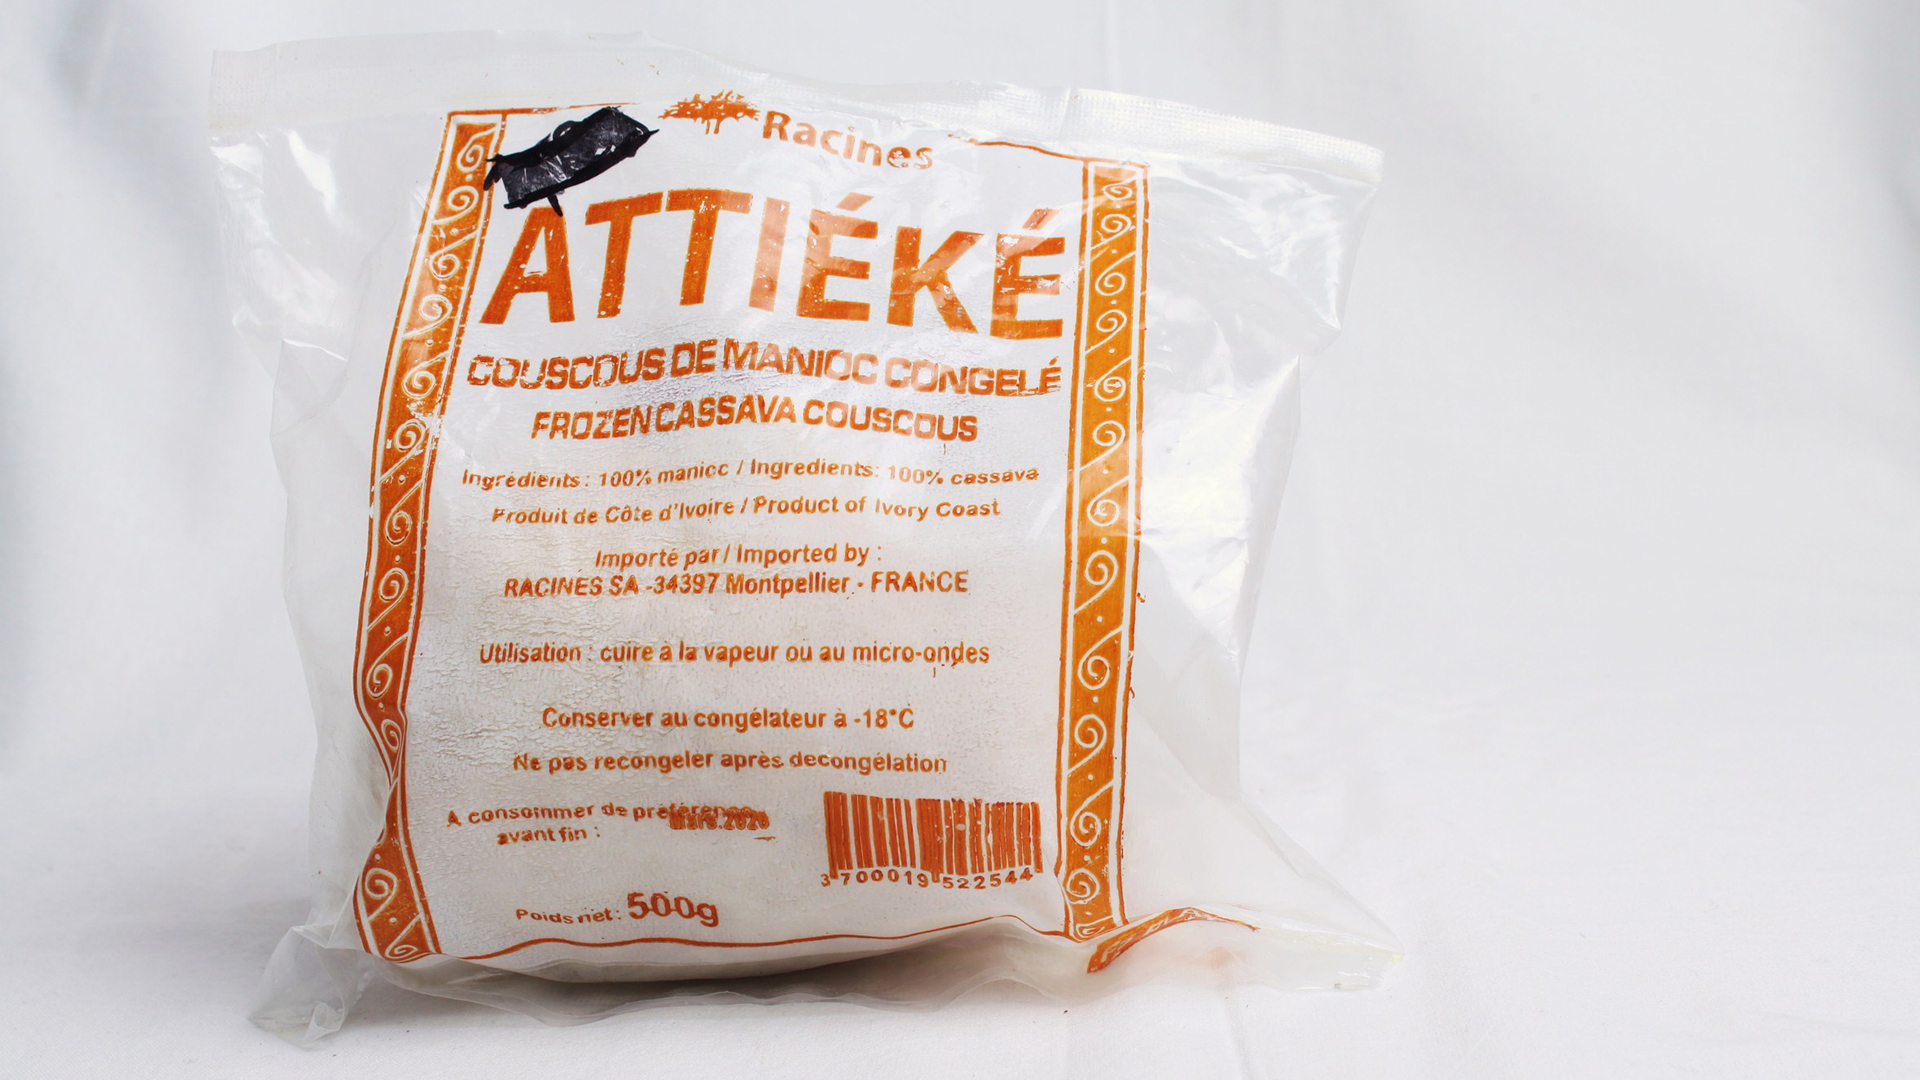 Racines
ATTIÉKÉ
COUSCOUS DE MANIOC CONGELÉ
FROZEN CASSAVA COUSCOUS
Ingrédients : 100% manioc / Ingredients: 100% cassava
Produit de Côte d'Ivoire / Product of Ivory Coast
Importé par / Imported by :
RACINES SA -34397 Montpellier - FRANCE
Utilisation : cuire à la vapeur ou au micro-ondes
Conserver au congélateur à -18°C
Ne pas recongeler après decongélation
A consommer de préférence
avant fin :
3 700019 522544
Poids net: 500g